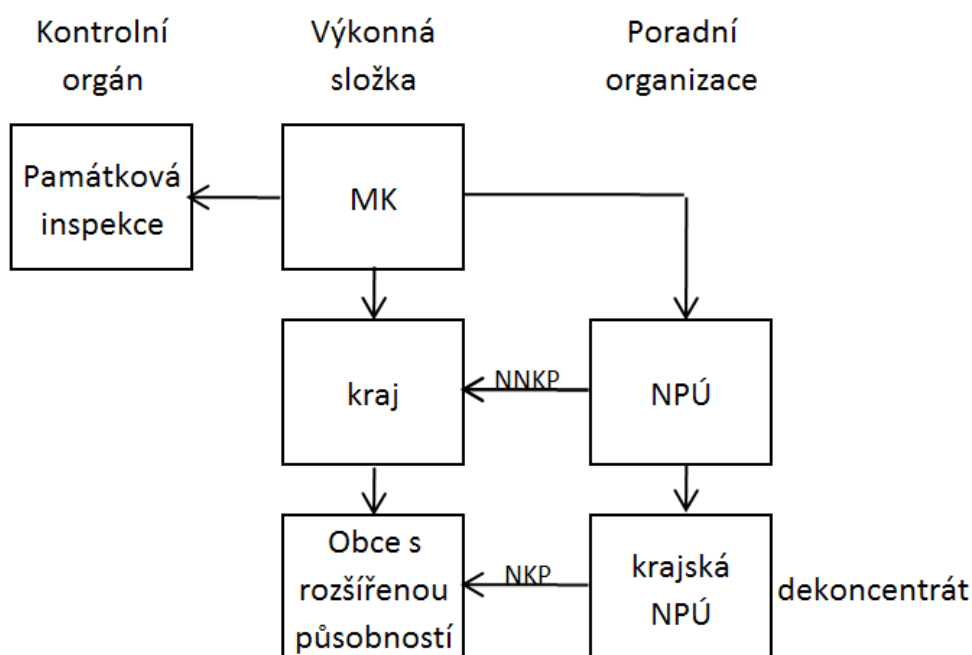 Kontrolní
orgán
Výkonná
složka
Poradní
organizace
Památková
inspekce
MK
kraj
NNKP
NPÚ
Obce s
rozšířenou
působností
NKP
krajská
NPÚ
dekoncentrát